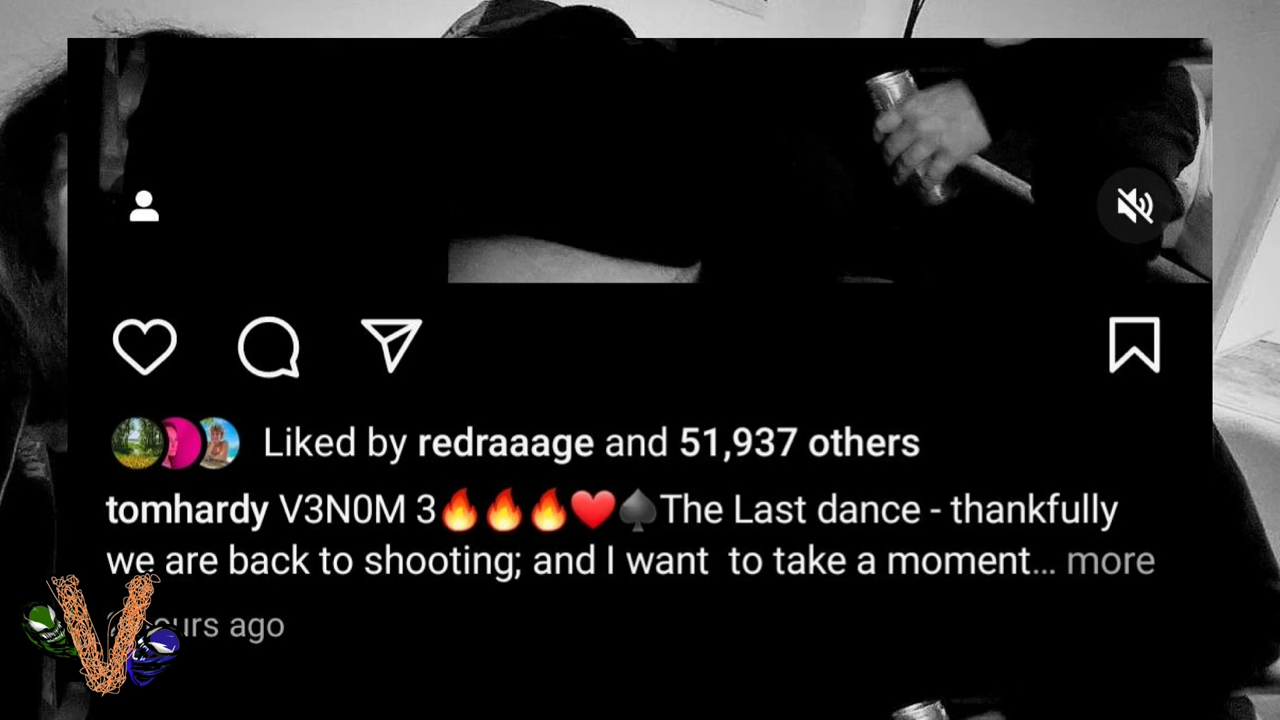 Liked by redraaage and 51,937 others
tomhardy V3N0M 3🔥🔥🔥❤️♠️The Last dance - thankfully
we are back to shooting; and I want to take a moment... more
ago
V